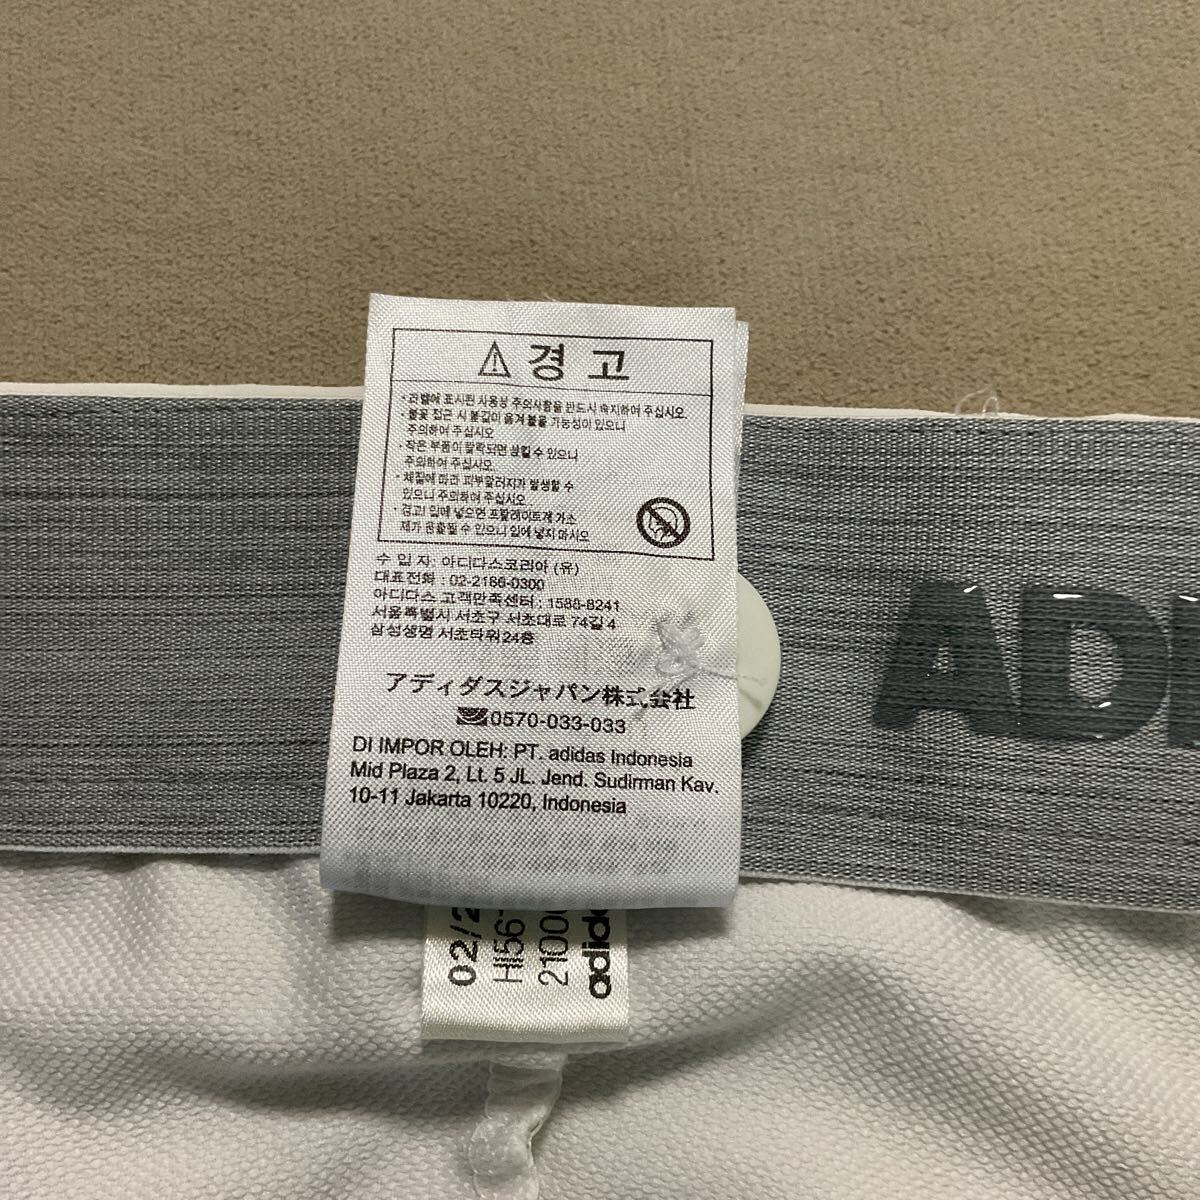 ⚠ 경 고
• 라벨에 표시된 사용상 주의사항을 반드시 숙지하여 주십시오.
• 불꽃 접근 시 불길이 옮겨 붙을 가능성이 있으니
주의하여 주십시오
• 작은 부품이 탈락되면 삼킬 수 있으니
주의하여 주십시오
• 체질에 따라 피부알러지가 발생할 수
있으니 주의하여 주십시오
• 경고! 입에 넣으면 프탈레이트계 가소
제가 용출될 수 있으니 입에 넣지 마시오
수 입 자: 아디다스코리아 (유)
대표전화 : 02-2186-0300
아디다스 고객만족센터 : 1588-8241
서울특별시 서초구 서초대로 74길 4
삼성생명 서초타워 24층
アディダスジャパン株式会社
0570-033-033
DI IMPOR OLEH: PT. adidas Indonesia
Mid Plaza 2, Lt. 5 JL. Jend. Sudirman Kav.
10-11 Jakarta 10220, Indonesia
02/2
HI56
2100
adida
ADI